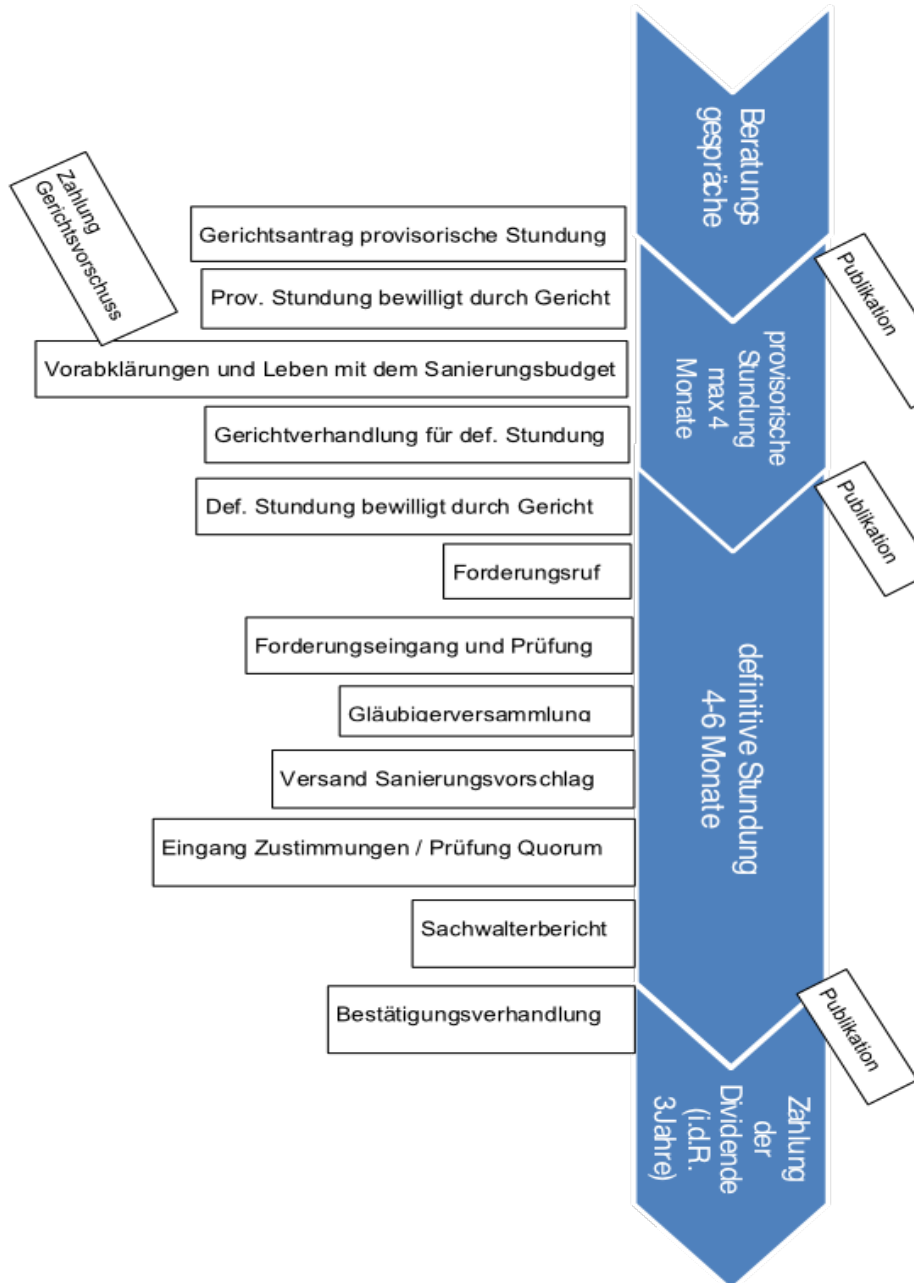 Beratungs
gespräche
Zahlung
Gerichtsvorschuss
Gerichtsantrag provisorische Stundung
Publikation
Prov. Stundung bewilligt durch Gericht
provisorische
Stundung
max 4
Monate
Vorabklärungen und Leben mit dem Sanierungsbudget
Gerichtverhandlung für def. Stundung
Publikation
Def. Stundung bewilligt durch Gericht
Forderungsruf
Forderungseingang und Prüfung
definitive Stundung
4-6 Monate
Gläubigerversammlung
Versand Sanierungsvorschlag
Eingang Zustimmungen / Prüfung Quorum
Sachwalterbericht
Publikation
Bestätigungsverhandlung
Zahlung
der
Dividende
(i.d.R.
3Jahre)